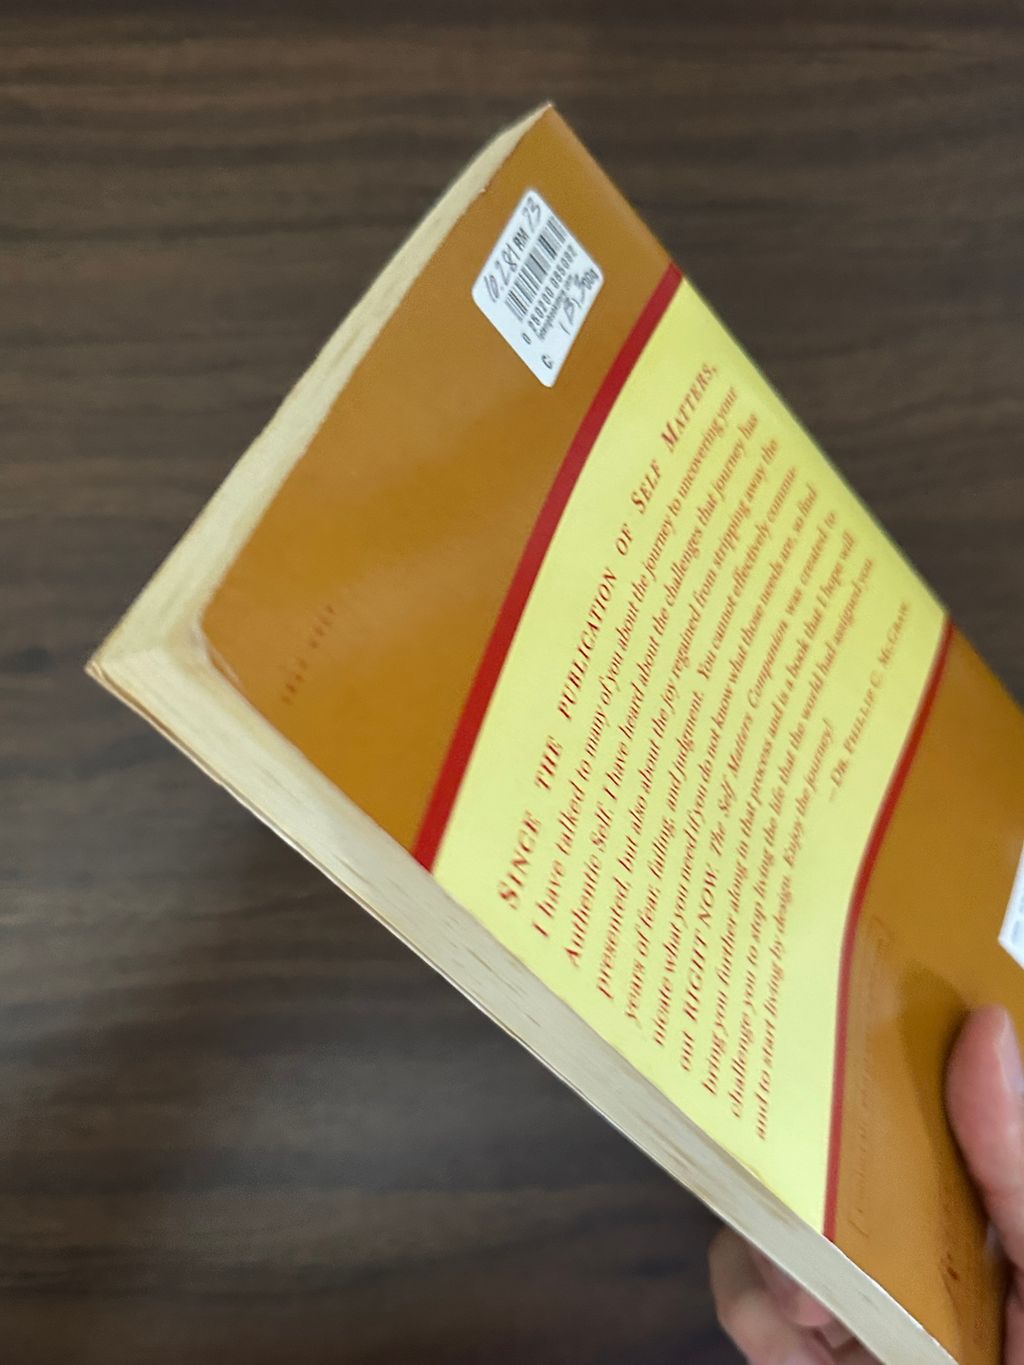 SINCE THE PUBLICATION OF SELF MATTERS,
I have talked to many of you about the journey to uncovering your
Authentic Self. I have heard about the challenges that journey has
presented, but also about the joy regained from stripping away the
years of fear, failing, and judgment. You cannot effectively commu-
nicate what you need if you do not know what those needs are, so find
out RIGHT NOW. The Self Matters Companion was created to
bring you further along in that process and is a book that I hope will
challenge you to stop living the life that the world had assigned you
and to start living by design. Enjoy the journey!
—DR. PHILLIP C. MCGRAW
RM 23
G